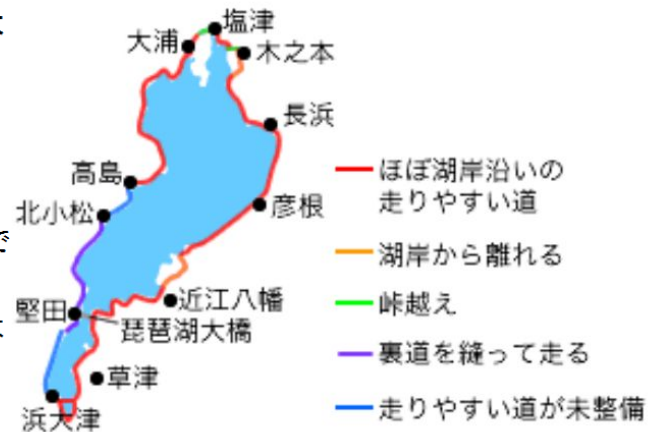 塩津
大浦
木之本
長浜
高島
北小松
彦根
近江八幡
堅田
琵琶湖大橋
草津
浜大津
ほぼ湖岸沿いの
走りやすい道
湖岸から離れる
峠越え
裏道を縫って走る
走りやすい道が未整備
で